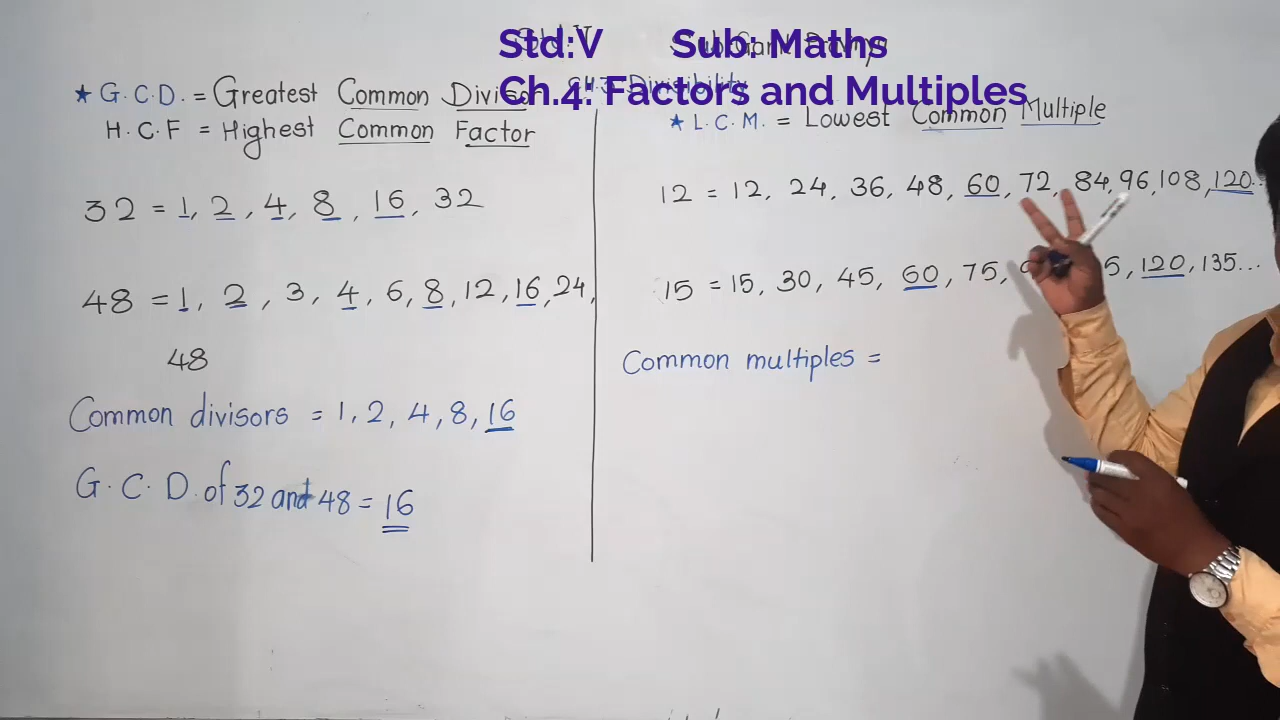 Std:V Sub: Maths
Ch.4: Factors and Multiples
★ G.C.D. = Greatest Common Divisor
H.C.F = Highest Common Factor
32 = 1, 2, 4, 8, 16, 32
48 = 1, 2, 3, 4, 6, 8, 12, 16, 24,
48
Common divisors = 1, 2, 4, 8, 16
G.C.D. of 32 and 48 = 16
★ L.C.M. = Lowest Common Multiple
12 = 12, 24, 36, 48, 60, 72, 84, 96, 108, 120...
15 = 15, 30, 45, 60, 75, 120, 135...
Common multiples =